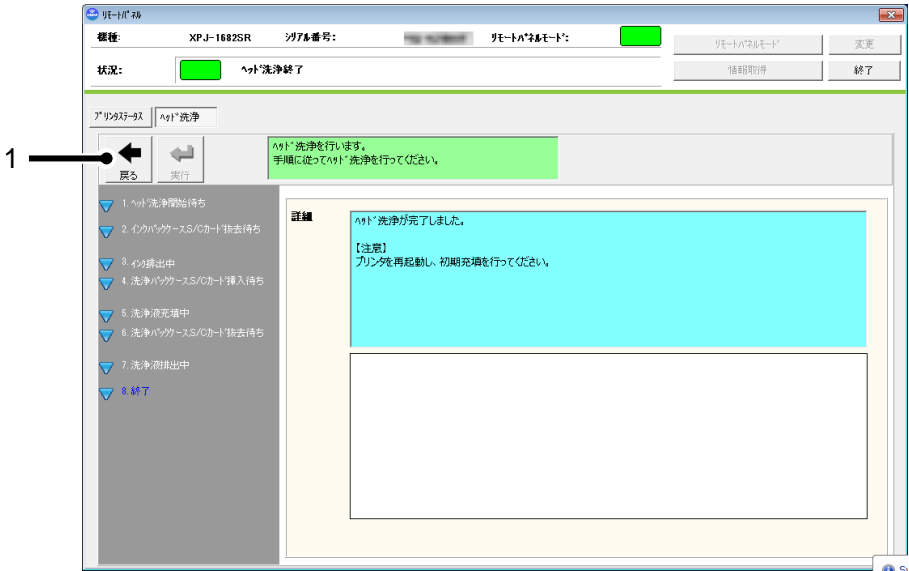 リモートパネル
機種: XPJ-1682SR シリアル番号: リモートパネルモード: リモートパネルモード 変更
状況: ヘッド洗浄終了 情報取得 終了
プリンタステータス ヘッド洗浄
1
戻る 実行
ヘッド洗浄を行います。
手順に従ってヘッド洗浄を行ってください。
1. ヘッド洗浄開始待ち
2. インクパックケース,S/Cカード抜去待ち
3. インク排出中
4. 洗浄パックケース,S/Cカード挿入待ち
5. 洗浄液充填中
6. 洗浄パックケース,S/Cカード抜去待ち
7. 洗浄液排出中
8. 終了
詳細
ヘッド洗浄が完了しました。
【注意】
プリンタを再起動し、初期充填を行ってください。